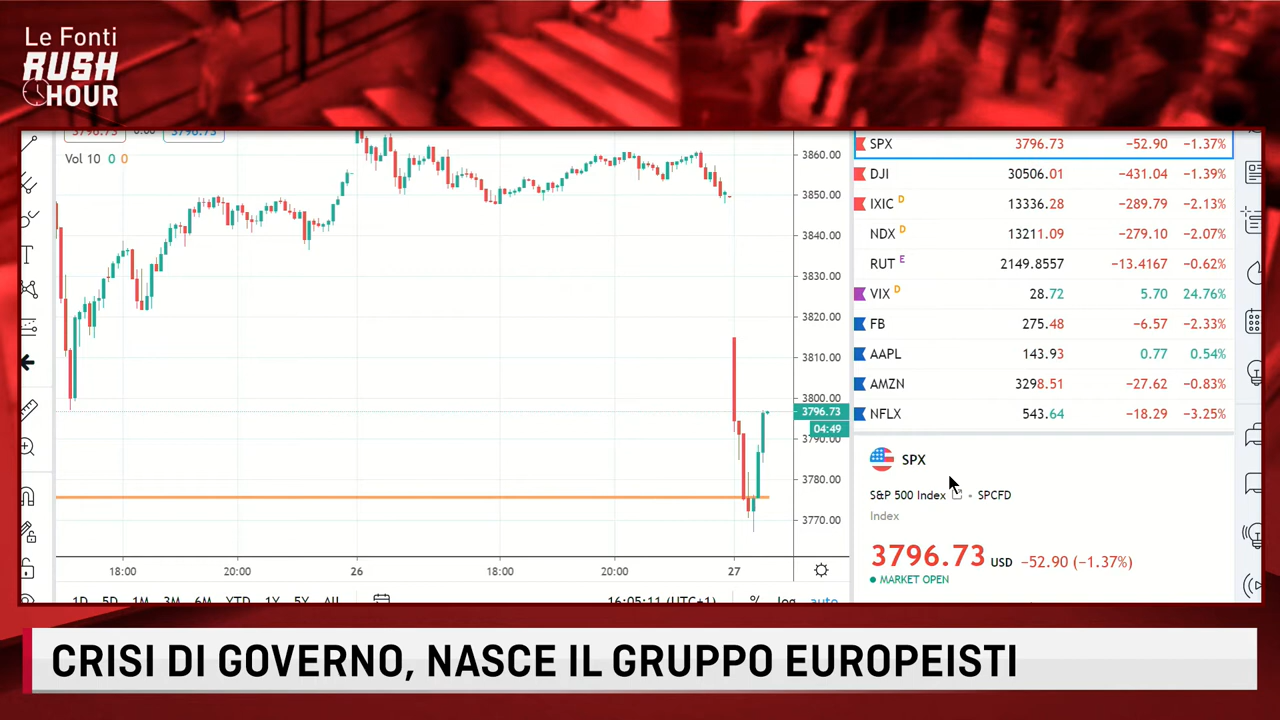 Le Fonti
RUSH
HOUR
3796.73 0.00 3796.73
Vol 10 0 0
3860.00
3850.00
3840.00
3830.00
3820.00
3810.00
3800.00
3796.73
04:49
3790.00
3780.00
3770.00
18:00 20:00 26 18:00 20:00 27
1D 5D 1M 3M 6M YTD 1Y 5Y All 16:05:11 (UTC+1) % log auto
SPX 3796.73 −52.90 −1.37%
DJI 30506.01 −431.04 −1.39%
IXIC D 13336.28 −289.79 −2.13%
NDX D 13211.09 −279.10 −2.07%
RUT E 2149.8557 −13.4167 −0.62%
VIX D 28.72 5.70 24.76%
FB 275.48 −6.57 −2.33%
AAPL 143.93 0.77 0.54%
AMZN 3298.51 −27.62 −0.83%
NFLX 543.64 −18.29 −3.25%
SPX
S&P 500 Index • SPCFD
Index
3796.73 USD −52.90 (−1.37%)
MARKET OPEN
CRISI DI GOVERNO, NASCE IL GRUPPO EUROPEISTI